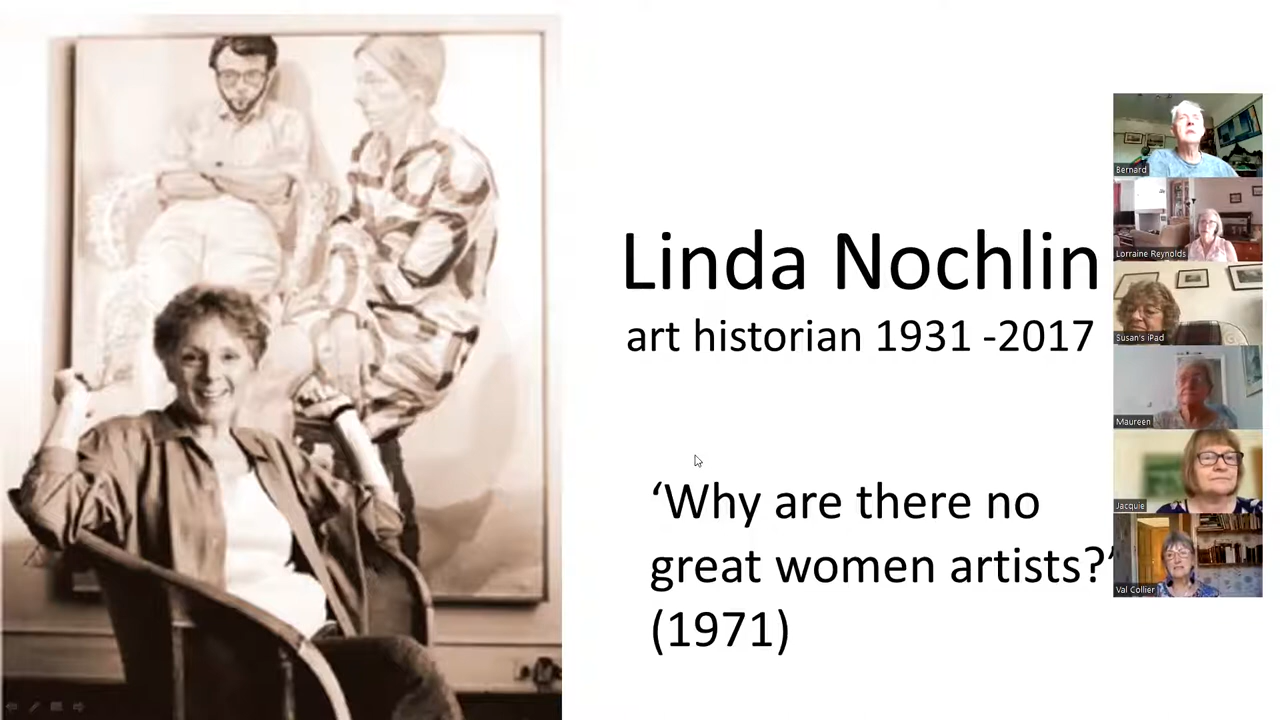 Linda Nochlin
art historian 1931 -2017
‘Why are there no
great women artists?’
(1971)
Bernard
Lorraine Reynolds
Susan's iPad
Maureen
Jacquie
Val Collier